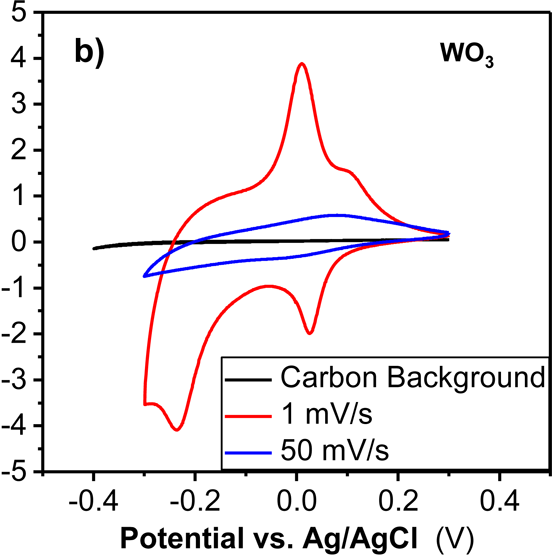 5
b)
WO₃
4
3
2
1
0
-1
-2
-3
Carbon Background
1 mV/s
-4
50 mV/s
-5
-0.4 -0.2 0.0 0.2 0.4
Potential vs. Ag/AgCl (V)